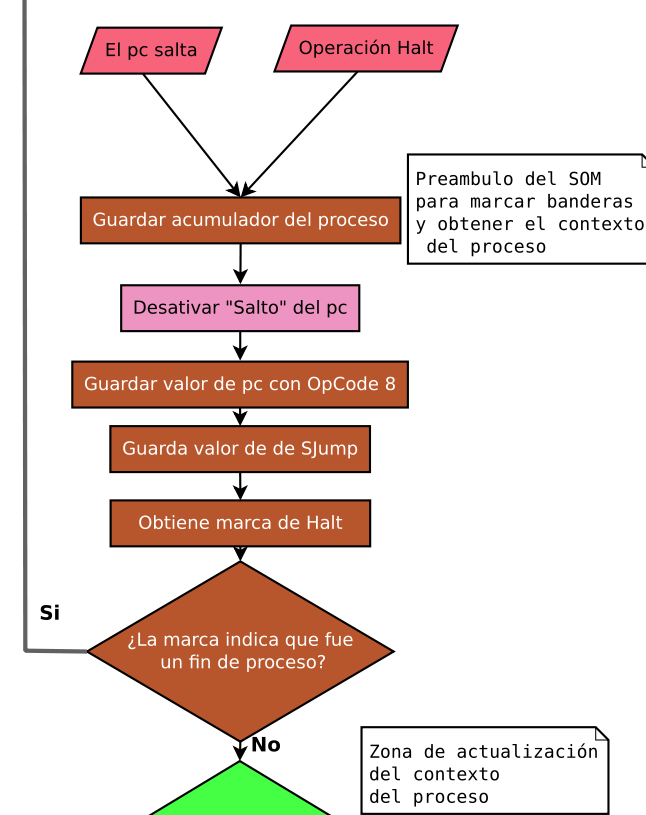 El pc salta
Operación Halt
Preambulo del SOM
para marcar banderas
y obtener el contexto
del proceso
Guardar acumulador del proceso
Desativar "Salto" del pc
Guardar valor de pc con OpCode 8
Guarda valor de de SJump
Obtiene marca de Halt
Si
¿La marca indica que fue
un fin de proceso?
No
Zona de actualización
del contexto
del proceso